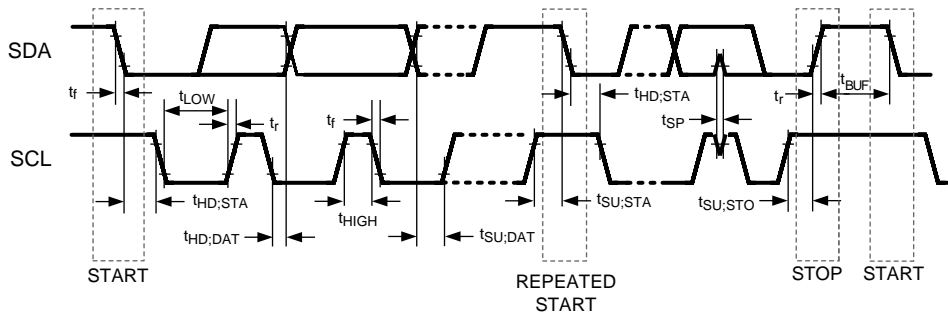 SDA
t_f
t_LOW
t_r
t_f
t_HD;STA
t_SP
t_r
t_BUF
SCL
t_HD;STA
t_HD;DAT
t_HIGH
t_SU;DAT
t_SU;STA
t_SU;STO
START
REPEATED
START
STOP
START